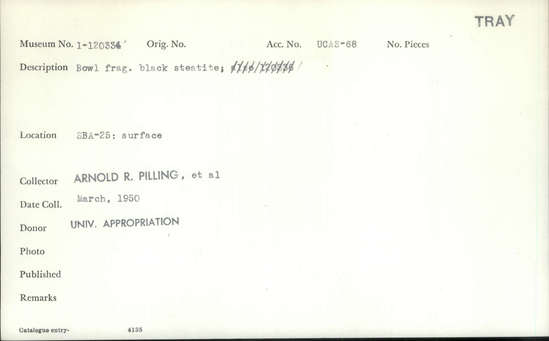 TRAY
Museum No. 1-120334 Orig. No. Acc. No. UCAS-68 No. Pieces
Description Bowl frag. black steatite;
Location SBA-25: surface
Collector ARNOLD R. PILLING, et al
Date Coll. March, 1950
Donor UNIV. APPROPRIATION
Photo
Published
Remarks
Catalogue entry- 4135